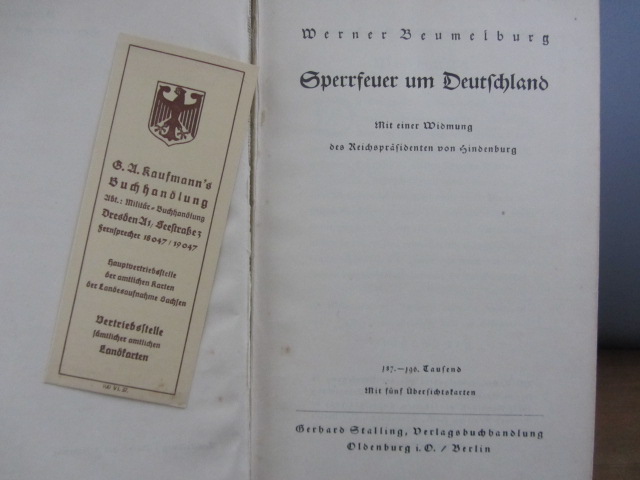 G. A. Kaufmann's
Buchhandlung
Abt.: Militär-Buchhandlung
Dresden A1, Seestraße 3
Fernsprecher 18047 / 19047
Hauptvertriebsstelle
der amtlichen Karten
der Landesaufnahme Sachsen
Vertriebsstelle
sämtlicher amtlichen
Landkarten
Werner Beumelburg
Sperrfeuer um Deutschland
Mit einer Widmung
des Reichspräsidenten von Hindenburg
187.–196. Tausend
Mit fünf Übersichtskarten
Gerhard Stalling, Verlagsbuchhandlung
Oldenburg i. O. / Berlin